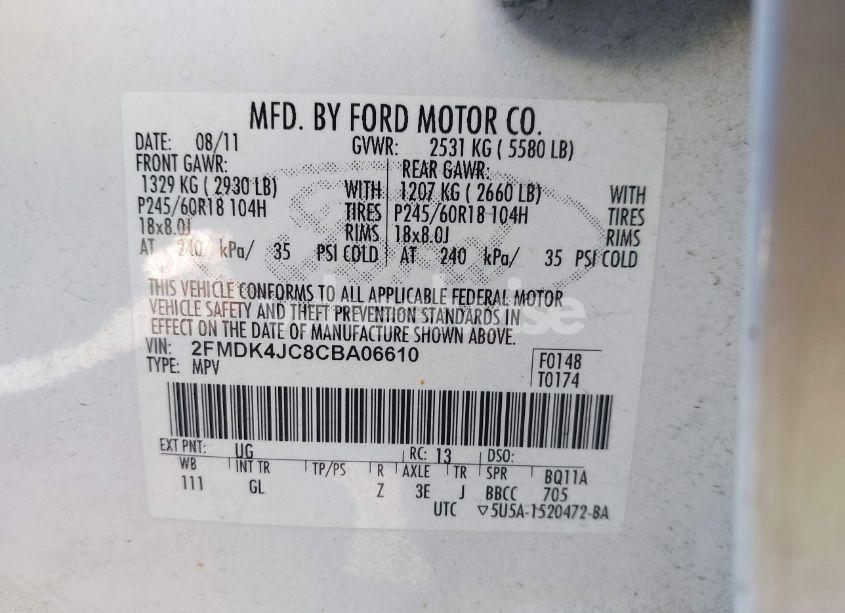 MFD. BY FORD MOTOR CO.
DATE: 08/11 GVWR: 2531 KG ( 5580 LB)
FRONT GAWR: REAR GAWR:
1329 KG ( 2930 LB) WITH 1207 KG ( 2660 LB) WITH
P245/60R18 104H TIRES P245/60R18 104H TIRES
18x8.0J RIMS 18x8.0J RIMS
AT 240 kPa/ 35 PSI COLD AT 240 kPa/ 35 PSI COLD
THIS VEHICLE CONFORMS TO ALL APPLICABLE FEDERAL MOTOR
VEHICLE SAFETY AND THEFT PREVENTION STANDARDS IN
EFFECT ON THE DATE OF MANUFACTURE SHOWN ABOVE.
VIN: 2FMDK4JC8CBA06610 F0148
TYPE: MPV T0174
EXT PNT: UG RC: 13 DSO:
WB INT TR TP/PS R AXLE TR SPR BQ11A
111 GL Z 3E J BBCC 705
UTC ▽5U5A-1520472-BA